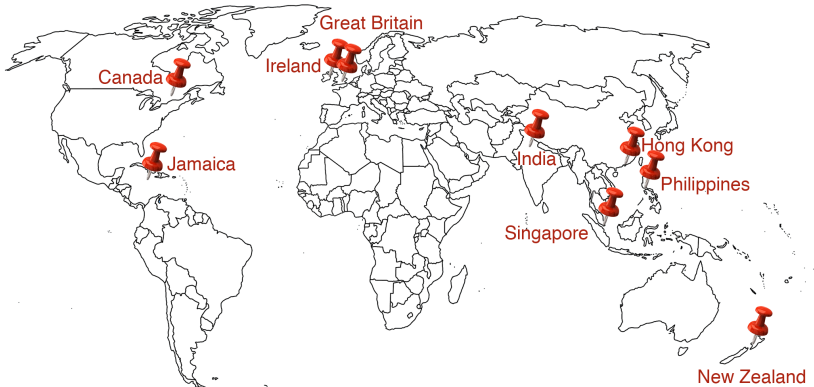 Great Britain
Ireland
Canada
Hong Kong
Jamaica
India
Philippines
Singapore
New Zealand